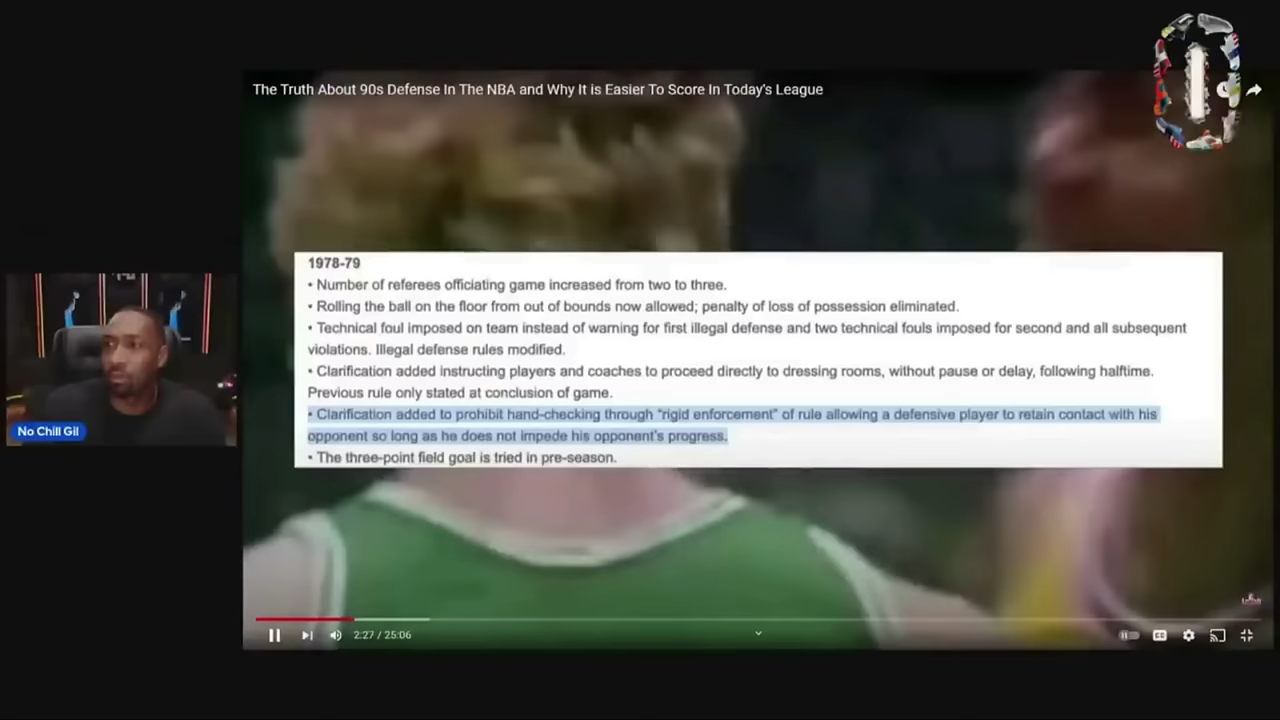 The Truth About 90s Defense In The NBA and Why It is Easier To Score In Today's League
1978-79
• Number of referees officiating game increased from two to three.
• Rolling the ball on the floor from out of bounds now allowed; penalty of loss of possession eliminated.
• Technical foul imposed on team instead of warning for first illegal defense and two technical fouls imposed for second and all subsequent
violations. Illegal defense rules modified.
• Clarification added instructing players and coaches to proceed directly to dressing rooms, without pause or delay, following halftime.
Previous rule only stated at conclusion of game.
• Clarification added to prohibit hand-checking through “rigid enforcement” of rule allowing a defensive player to retain contact with his
opponent so long as he does not impede his opponent's progress.
• The three-point field goal is tried in pre-season.
No Chill Gil
2:27 / 25:06
CC